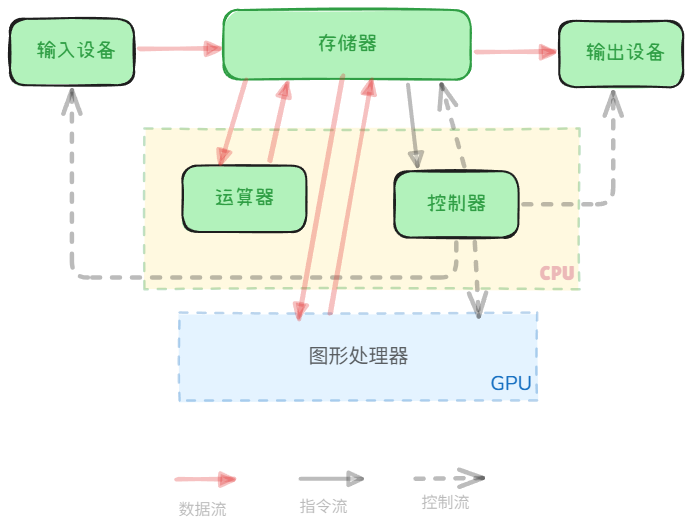 输入设备
存储器
输出设备
运算器
控制器
CPU
图形处理器
GPU
数据流
指令流
控制流